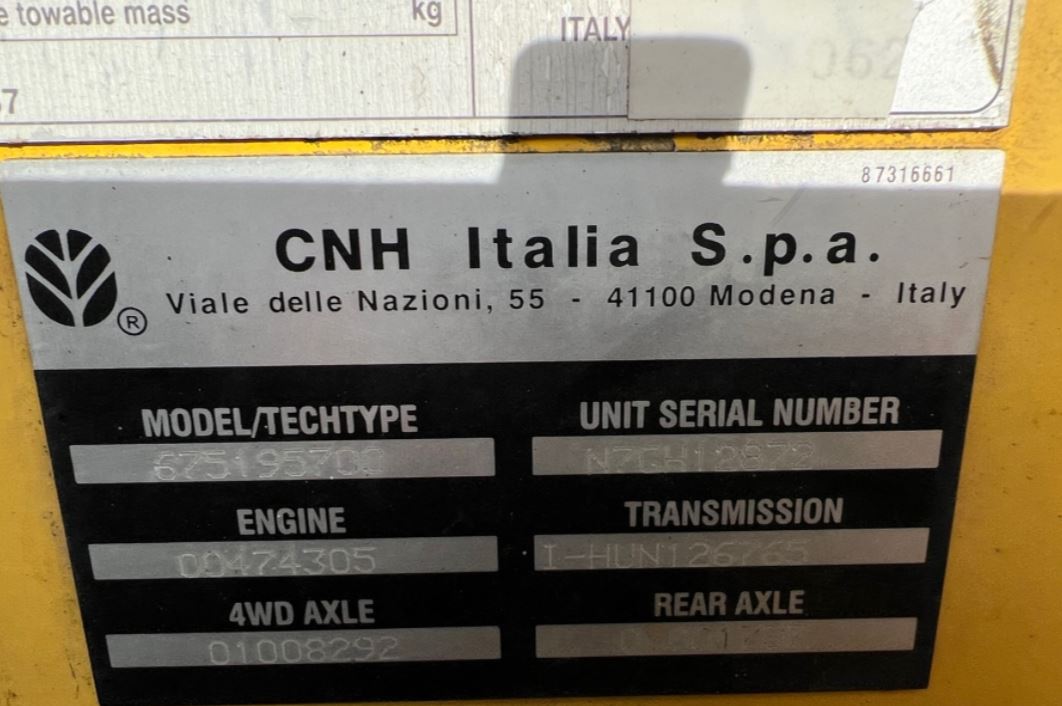 e towable mass kg
ITALY
7
87316661
CNH Italia S.p.a.
®
Viale delle Nazioni, 55 - 41100 Modena - Italy
MODEL/TECHTYPE UNIT SERIAL NUMBER
675195700 N7GH12872
ENGINE TRANSMISSION
00474305 I-HUN126765
4WD AXLE REAR AXLE
01008292